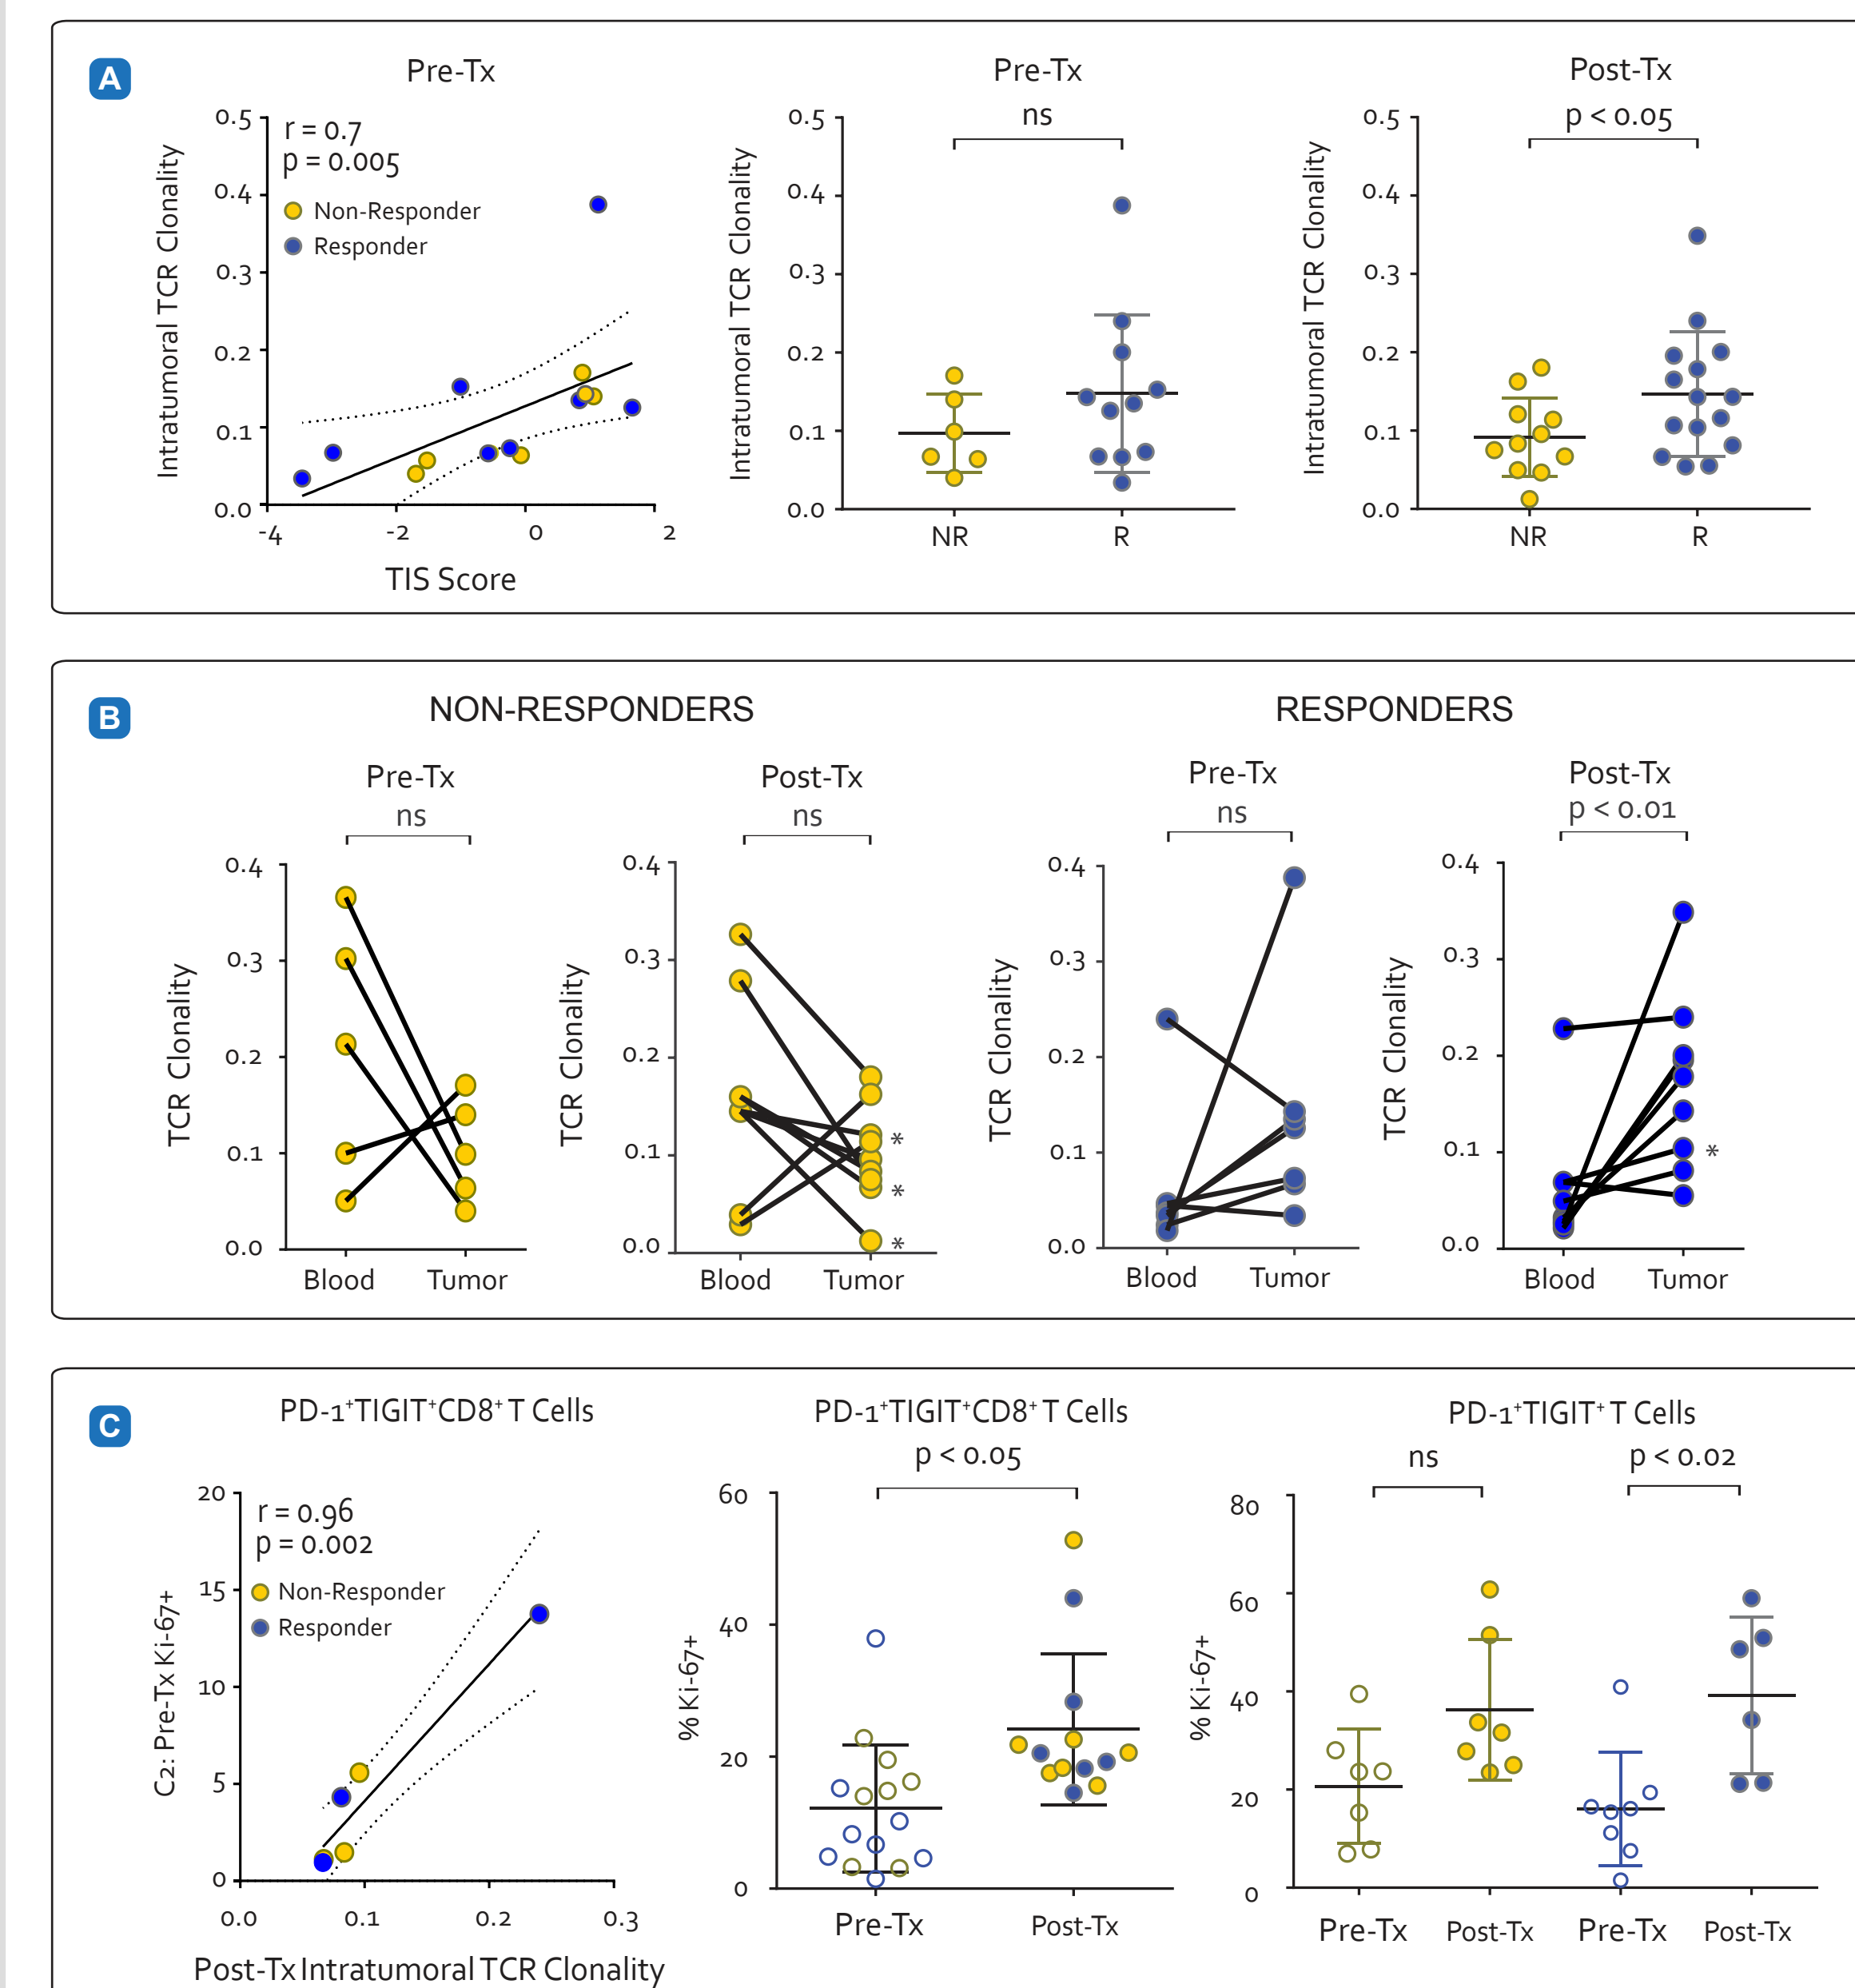 A
Pre-Tx
Intratumoral TCR Clonality
0.5
0.4
0.3
0.2
0.1
0.0
r = 0.7
p = 0.005
Non-Responder
Responder
-4
-2
0
2
TIS Score
Pre-Tx
ns
Intratumoral TCR Clonality
0.5
0.4
0.3
0.2
0.1
0.0
NR
R
Post-Tx
p < 0.05
Intratumoral TCR Clonality
0.5
0.4
0.3
0.2
0.1
0.0
NR
R
B
NON-RESPONDERS
RESPONDERS
Pre-Tx
ns
TCR Clonality
0.4
0.3
0.2
0.1
0.0
Blood
Tumor
Post-Tx
ns
TCR Clonality
0.4
0.3
0.2
0.1
0.0
*
*
*
Blood
Tumor
Pre-Tx
ns
TCR Clonality
0.4
0.3
0.2
0.1
0.0
Blood
Tumor
Post-Tx
p < 0.01
TCR Clonality
0.4
0.3
0.2
0.1
0.0
*
Blood
Tumor
C
PD-1+TIGIT+CD8+ T Cells
C2: Pre-Tx Ki-67+
20
15
10
5
0
r = 0.96
p = 0.002
Non-Responder
Responder
0.0
0.1
0.2
0.3
Post-Tx Intratumoral TCR Clonality
PD-1+TIGIT+CD8+ T Cells
p < 0.05
% Ki-67+
60
40
20
0
Pre-Tx
Post-Tx
PD-1+TIGIT+ T Cells
ns
p < 0.02
% Ki-67+
80
60
40
20
0
Pre-Tx
Post-Tx
Pre-Tx
Post-Tx